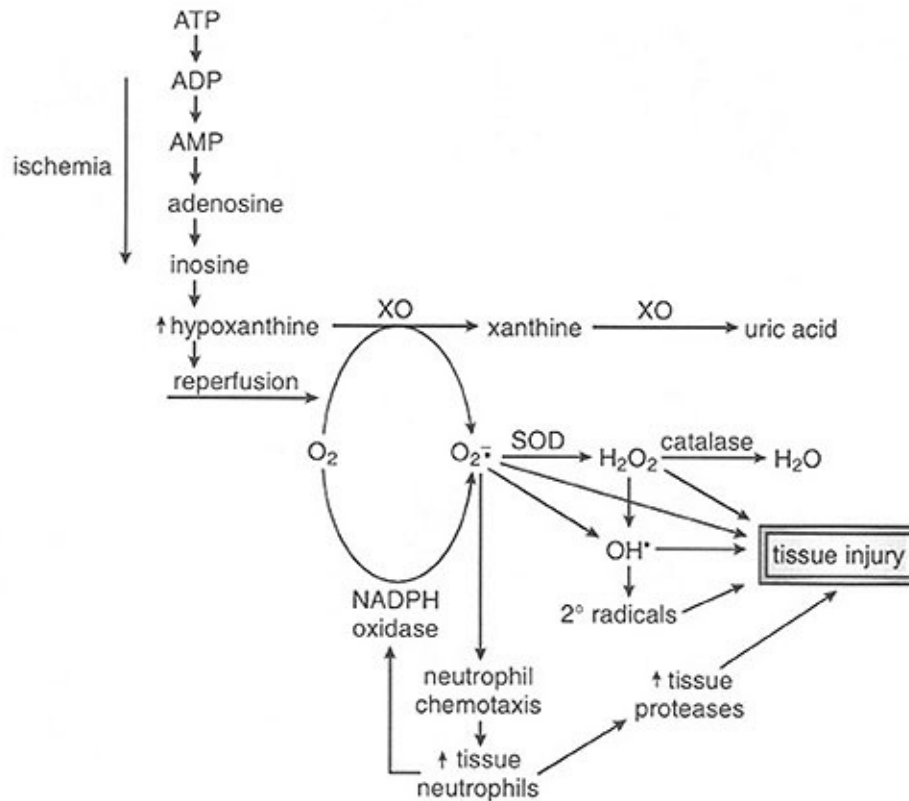 ATP
ADP
AMP
ischemia
adenosine
inosine
↑ hypoxanthine XO xanthine XO uric acid
reperfusion
O₂ O₂•̄ SOD H₂O₂ catalase H₂O
OH• tissue injury
NADPH
oxidase
2° radicals
neutrophil
chemotaxis
↑ tissue
proteases
↑ tissue
neutrophils